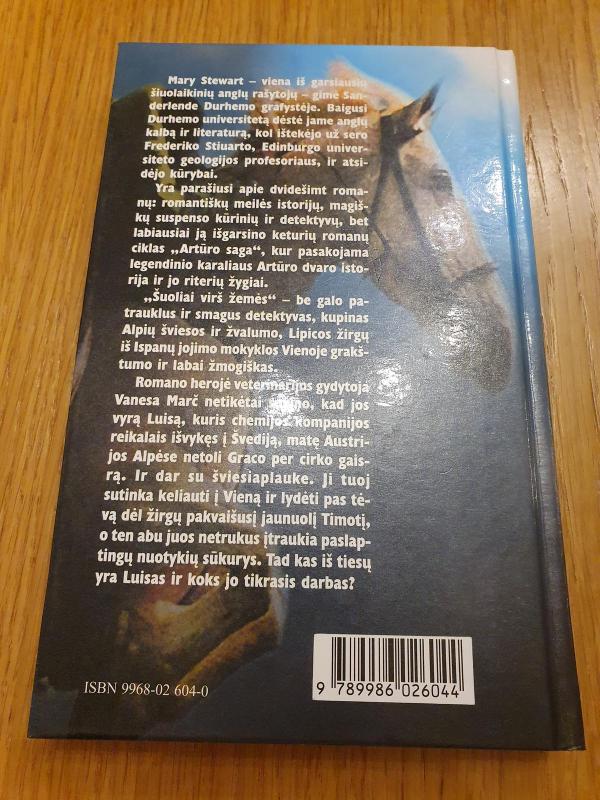 Mary Stewart – viena iš garsiausių
šiuolaikinių anglų rašytojų – gimė San-
derlende Durhemo grafystėje. Baigusi
Durhemo universitetą dėstė jame anglų
kalbą ir literatūrą, kol ištekėjo už sero
Frederiko Stiuarto, Edinburgo univer-
siteto geologijos profesoriaus, ir atsi-
dėjo kūrybai.
Yra parašiusi apie dvidešimt roma-
nų: romantiškų meilės istorijų, magiš-
kų suspenso kūrinių ir detektyvų, bet
labiausiai ją išgarsino keturių romanų
ciklas „Artūro saga“, kur pasakojama
legendinio karaliaus Artūro dvaro isto-
rija ir jo riterių žygiai.
„Šuoliai virš žemės“ – be galo pa-
trauklus ir smagus detektyvas, kupinas
Alpių šviesos ir žvalumo, Lipicos žirgų
iš Ispanų jojimo mokyklos Vienoje grakš-
tumo ir labai žmogiškas.
Romano herojė veterinarijos gydytoja
Vanesa Marč netikėtai sužino, kad jos
vyrą Luisą, kuris chemijos kompanijos
reikalais išvykęs į Švediją, matę Austri-
jos Alpėse netoli Graco per cirko gais-
rą. Ir dar su šviesiaplauke. Ji tuoj
sutinka keliauti į Vieną ir lydėti pas tė-
vą dėl žirgų pakvaišusį jaunuolį Timotį,
o ten abu juos netrukus įtraukia paslap-
tingų nuotykių sūkurys. Tad kas iš tiesų
yra Luisas ir koks jo tikrasis darbas?
ISBN 9968-02 604-0
9 789986 026044